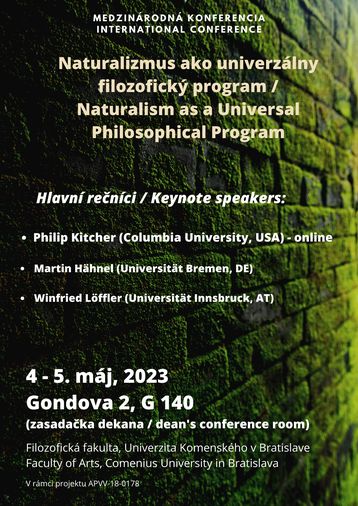 MEDZINÁRODNÁ KONFERENCIA
INTERNATIONAL CONFERENCE
Naturalizmus ako univerzálny
filozofický program /
Naturalism as a Universal
Philosophical Program
Hlavní rečníci / Keynote speakers:
• Philip Kitcher (Columbia University, USA) - online
• Martin Hähnel (Universität Bremen, DE)
• Winfried Löffler (Universität Innsbruck, AT)
4 - 5. máj, 2023
Gondova 2, G 140
(zasadačka dekana / dean's conference room)
Filozofická fakulta, Univerzita Komenského v Bratislave
Faculty of Arts, Comenius University in Bratislava
V rámci projektu APVV-18-0178